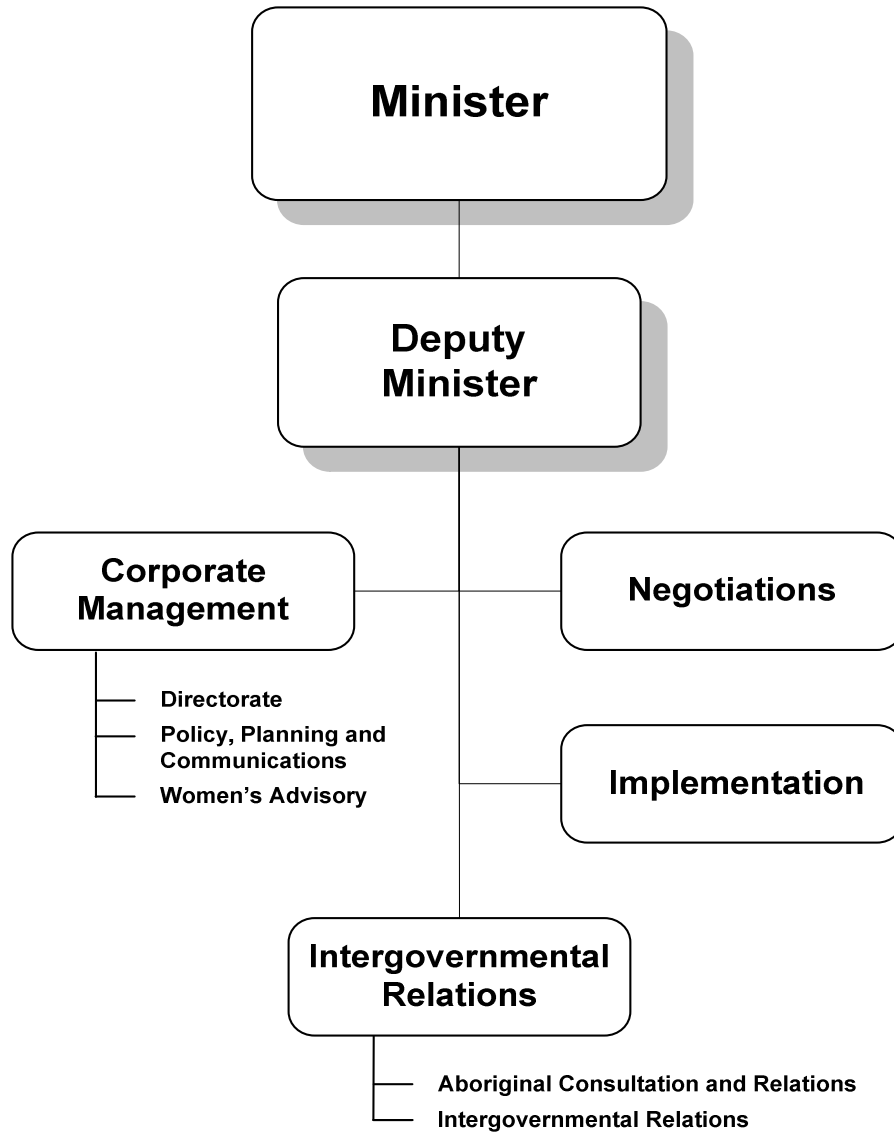 Minister
Deputy
Minister
Corporate
Management
Negotiations
Directorate
Policy, Planning and
Communications
Women's Advisory
Implementation
Intergovernmental
Relations
Aboriginal Consultation and Relations
Intergovernmental Relations